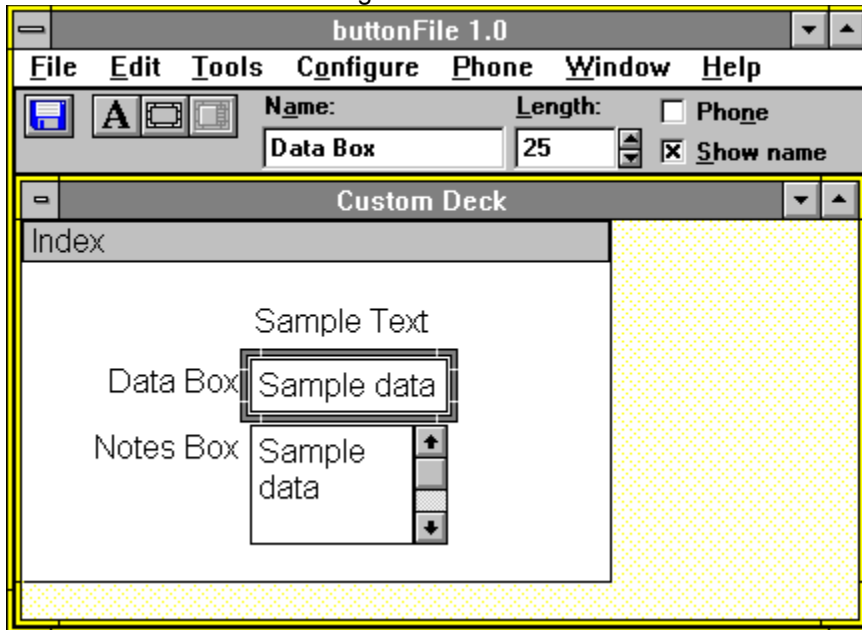 buttonFile 1.0
File Edit Tools Configure Phone Window Help
A Name: Length: Phone
Data Box 25 Show name
Custom Deck
Index
Sample Text
Data Box Sample data
Notes Box Sample
data